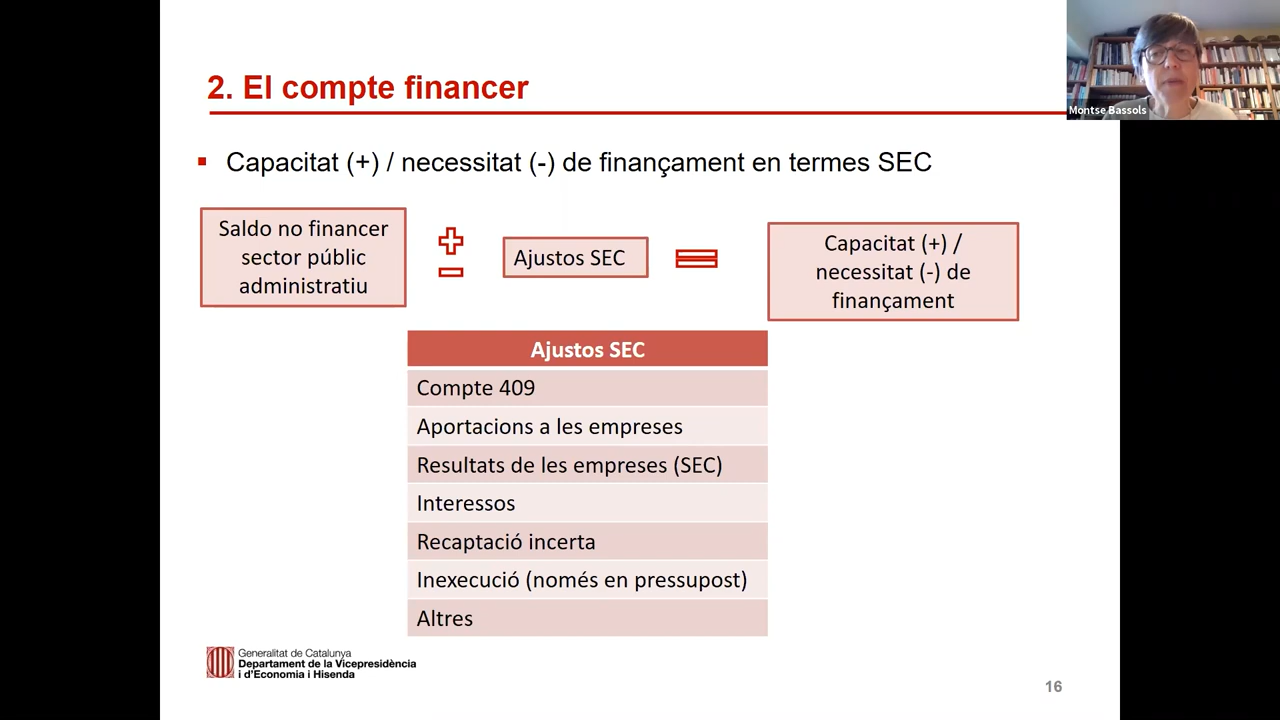 2. El compte financer
Montse Bassols
▪ Capacitat (+) / necessitat (-) de finançament en termes SEC
Saldo no financer
sector públic
administratiu
Ajustos SEC
Capacitat (+) /
necessitat (-) de
finançament
Ajustos SEC
Compte 409
Aportacions a les empreses
Resultats de les empreses (SEC)
Interessos
Recaptació incerta
Inexecució (només en pressupost)
Altres
Generalitat de Catalunya
Departament de la Vicepresidència
i d'Economia i Hisenda
16